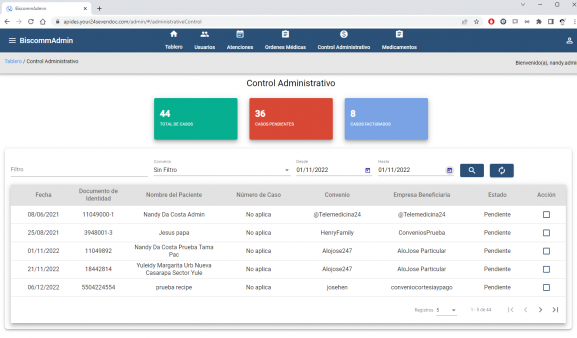 BiscommAdmin
apides.your24sevendoc.com/admin/#/administrativeControl
BiscommAdmin
Tablero
Usuarios
Atenciones
Ordenes Médicas
Control Administrativo
Medicamentos
Tablero / Control Administrativo
Bienvenido(a), nandy.admin
Control Administrativo
44
TOTAL DE CASOS
36
CASOS PENDIENTES
8
CASOS FACTURADOS
Filtro
Convenio
Sin Filtro
Desde
01/11/2022
Hasta
01/11/2022
Fecha Documento de Identidad Nombre del Paciente Número de Caso Convenio Empresa Beneficiaria Estado Acción
08/06/2021 11049000-1 Nandy Da Costa Admin No aplica @Telemedicina24 @Telemedicina24 Pendiente
25/08/2021 3948001-3 Jesus papa No aplica HenryFamily ConveniosPrueba Pendiente
01/11/2022 11049892 Nandy Da Costa Prueba Tama Pac No aplica Alojose247 AloJose Particular Pendiente
21/11/2022 18442814 Yuleidy Margarita Urb Nueva Casarapa Sector Yule No aplica Alojose247 AloJose Particular Pendiente
06/12/2022 5504224554 prueba recipe No aplica josehen conveniocortesiaypago Pendiente
Registros 5 1 - 5 de 44